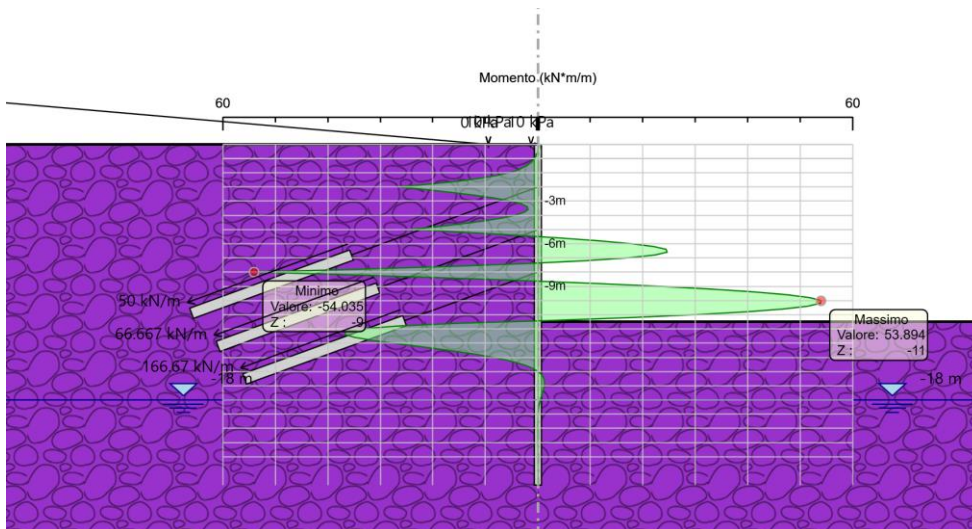 Momento (kN*m/m)
60
60
-3m
-6m
-9m
50 kN/m
66.667 kN/m
166.67 kN/m
-18 m
-18 m
Minimo
Valore: -54.035
Z : -9
Massimo
Valore: 53.894
Z : -11